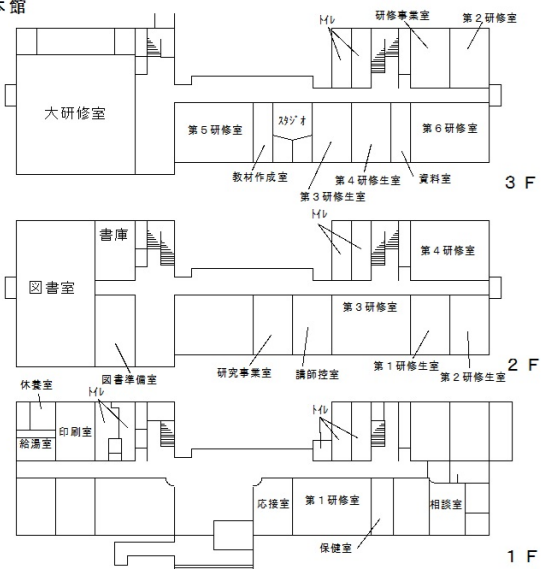 本館
トイレ
研修事業室
第２研修室
大研修室
第５研修室
スタジオ
第６研修室
教材作成室
第４研修生室
資料室
第３研修生室
３Ｆ
トイレ
書庫
第４研修室
図書室
第３研修室
図書準備室
研究事業室
講師控室
第１研修生室
第２研修生室
２Ｆ
休養室
トイレ
トイレ
印刷室
給湯室
応接室
第１研修室
相談室
保健室
１Ｆ